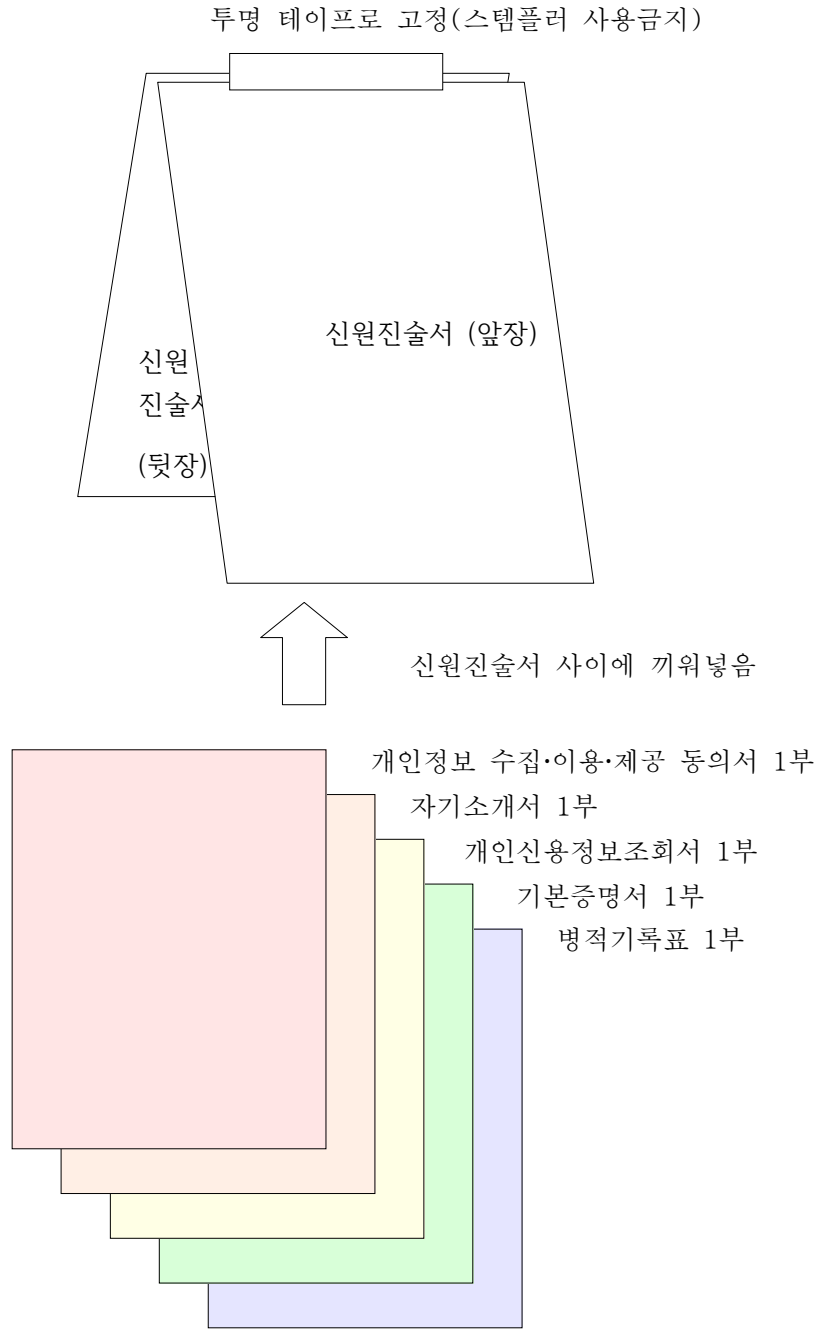 투명 테이프로 고정(스템플러 사용금지)
신원진술서 (앞장)
신원
진술서
(뒷장)
신원진술서 사이에 끼워넣음
개인정보 수집·이용·제공 동의서 1부
자기소개서 1부
개인신용정보조회서 1부
기본증명서 1부
병적기록표 1부